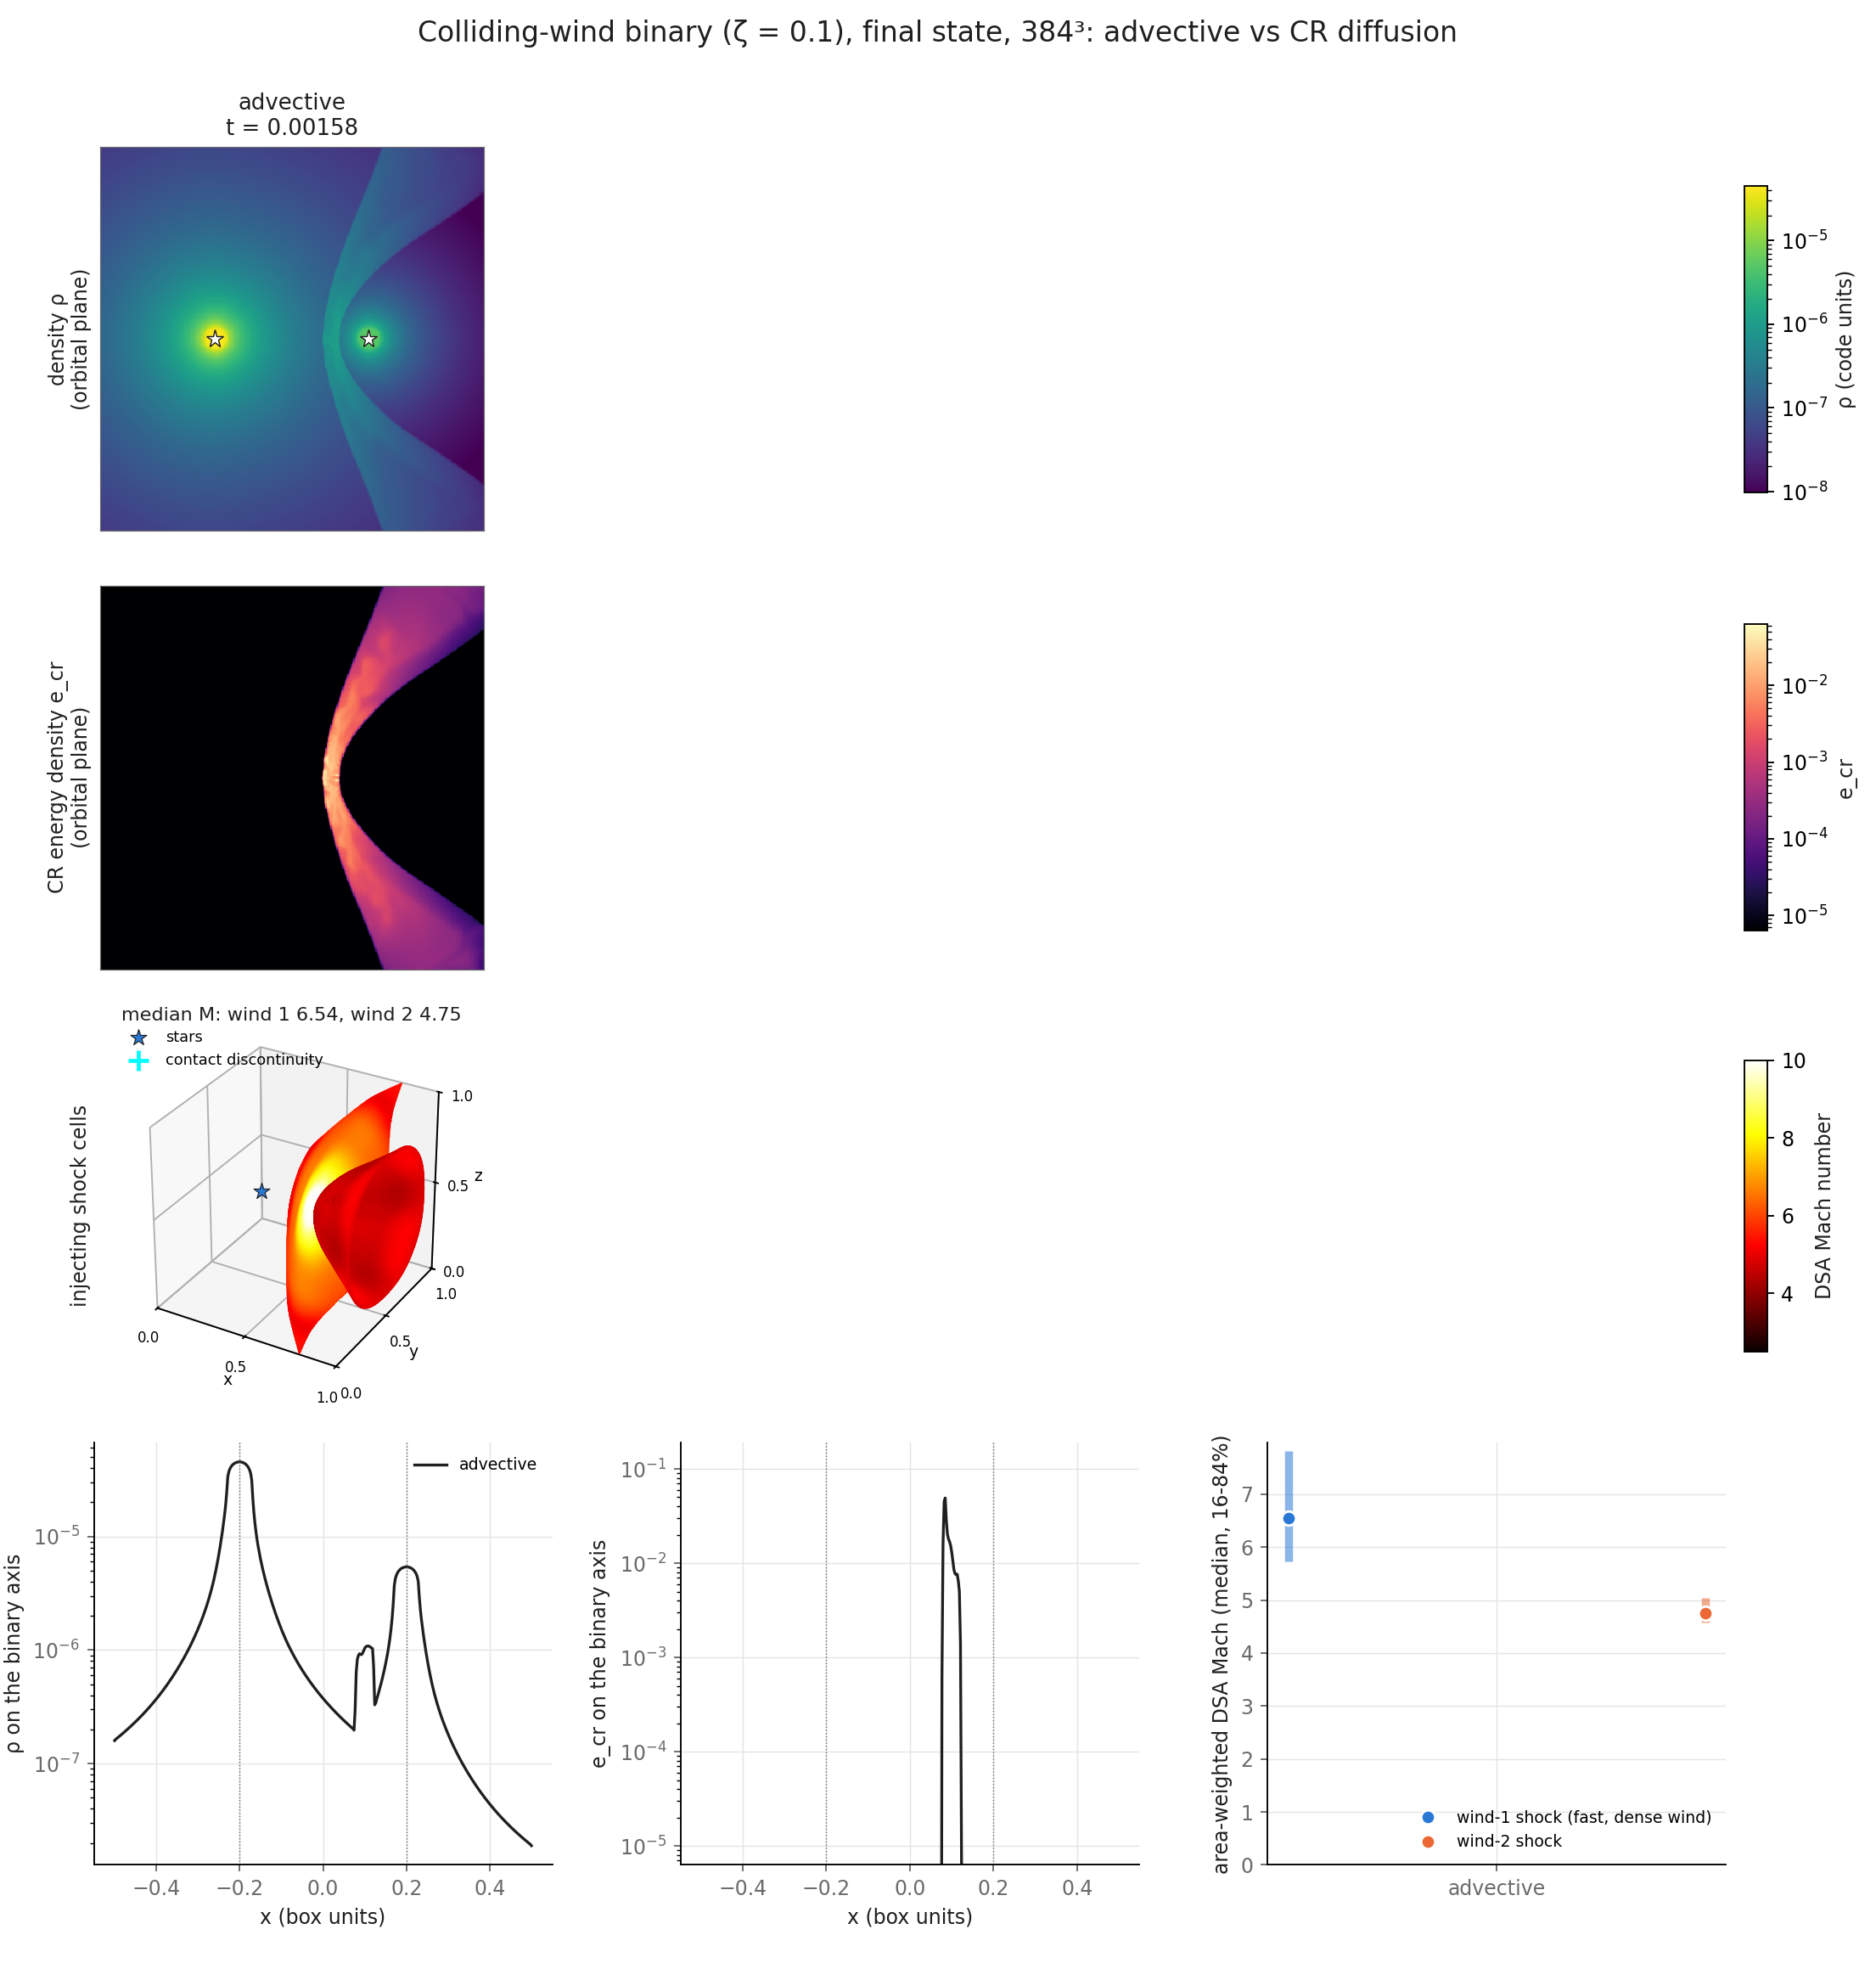 Colliding-wind binary (ζ = 0.1), final state, 384³: advective vs CR diffusion
advective
t = 0.00158
density ρ
(orbital plane)
10⁻⁵
10⁻⁶
10⁻⁷
10⁻⁸
ρ (code units)
CR energy density e_cr
(orbital plane)
10⁻²
10⁻³
10⁻⁴
10⁻⁵
e_cr
median M: wind 1 6.54, wind 2 4.75
stars
contact discontinuity
injecting shock cells
0.0
0.5
1.0
x
0.0
0.5
1.0
y
0.0
0.5
1.0
z
10
8
6
4
DSA Mach number
ρ on the binary axis
10⁻⁵
10⁻⁶
10⁻⁷
advective
−0.4 −0.2 0.0 0.2 0.4
x (box units)
e_cr on the binary axis
10⁻¹
10⁻²
10⁻³
10⁻⁴
10⁻⁵
−0.4 −0.2 0.0 0.2 0.4
x (box units)
area-weighted DSA Mach (median, 16-84%)
7
6
5
4
3
2
1
0
wind-1 shock (fast, dense wind)
wind-2 shock
advective